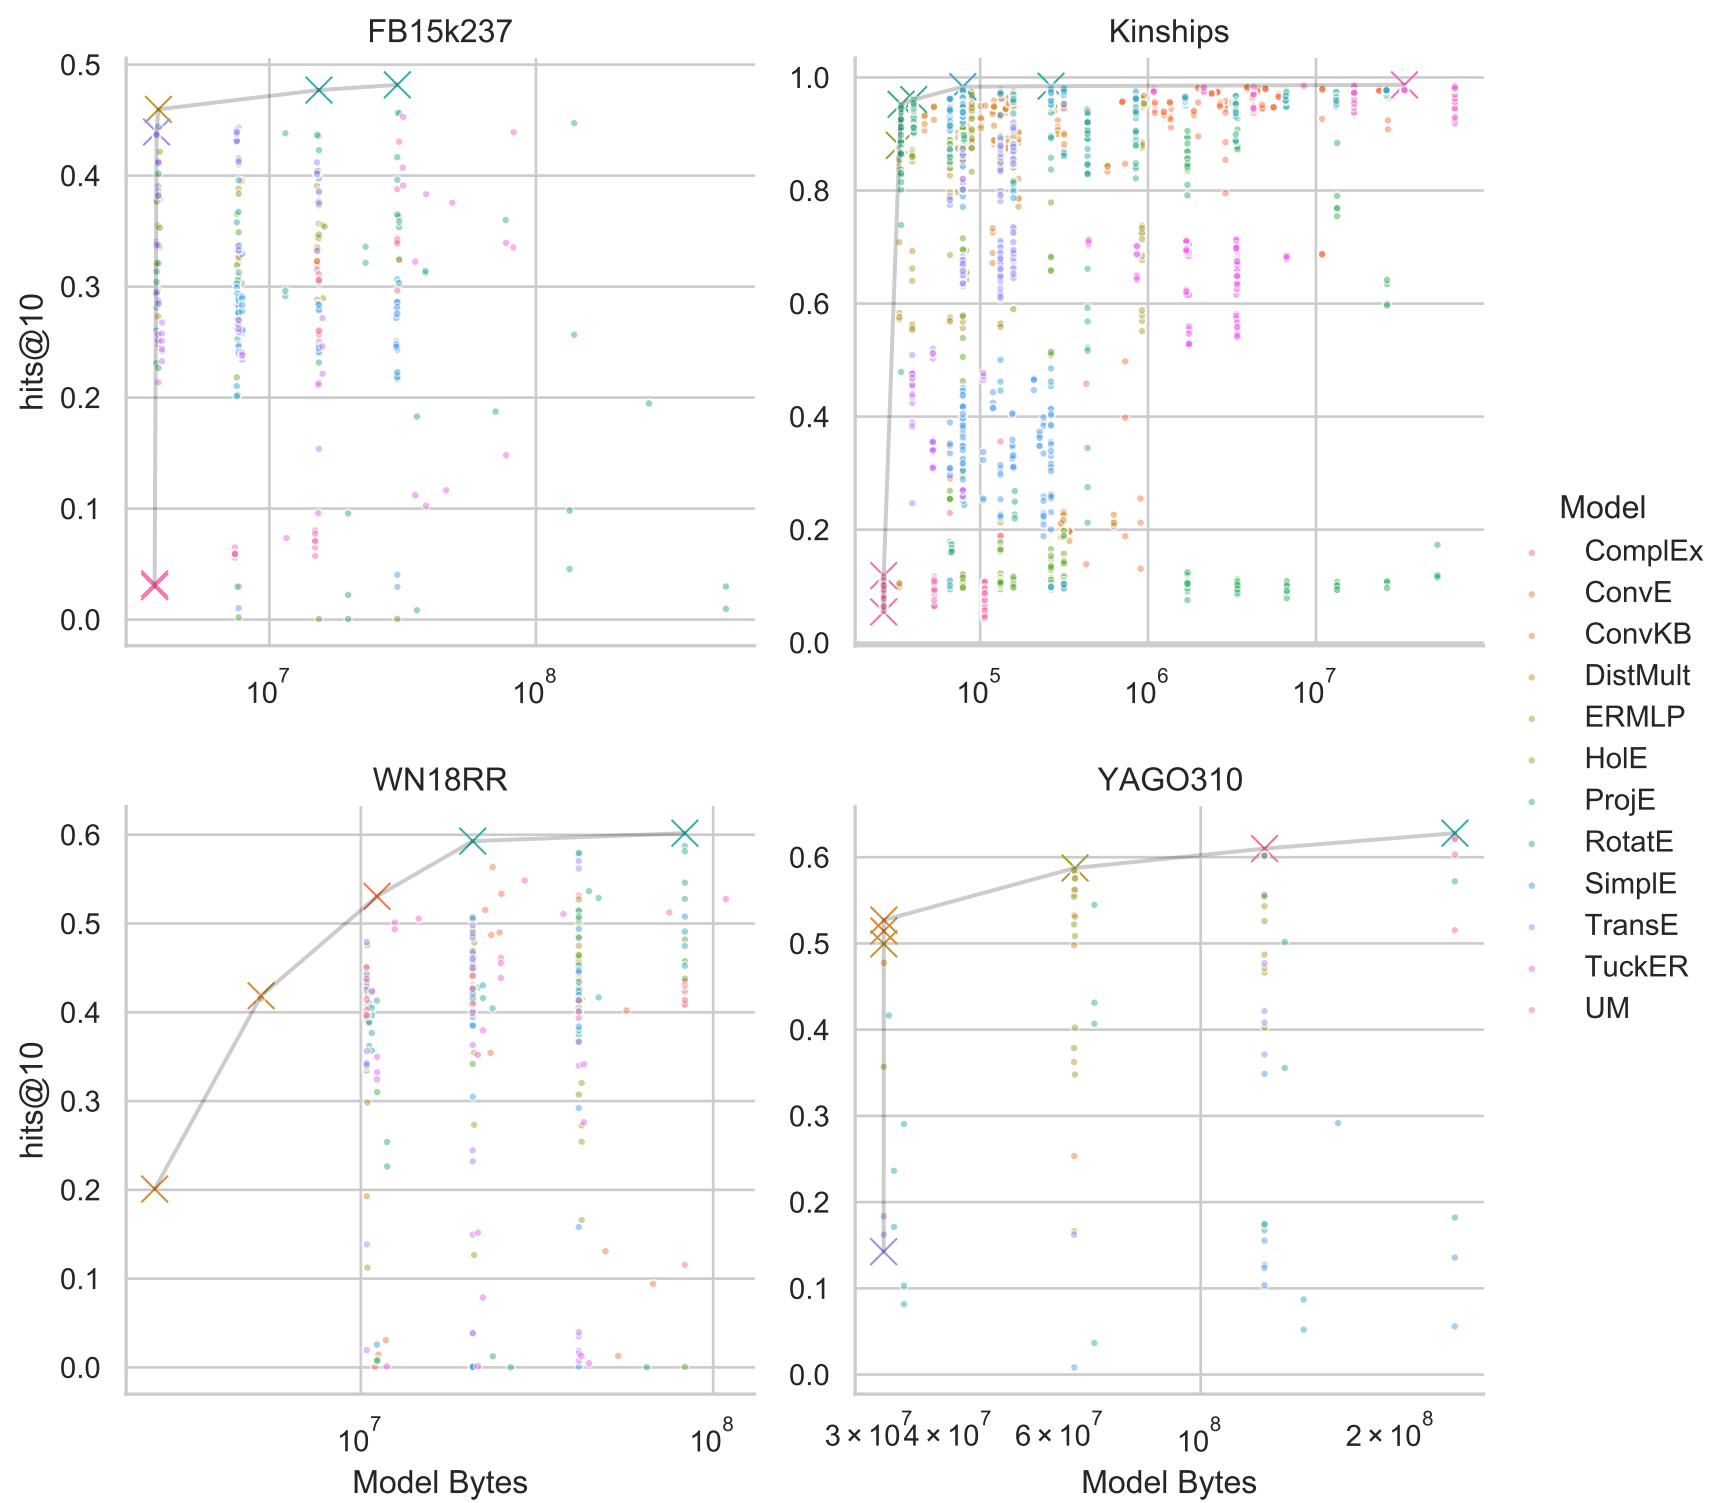 FB15k237
Kinships
hits@10
0.5
0.4
0.3
0.2
0.1
0.0
10^7
10^8
1.0
0.8
0.6
0.4
0.2
0.0
10^5
10^6
10^7
WN18RR
YAGO310
hits@10
0.6
0.5
0.4
0.3
0.2
0.1
0.0
10^7
10^8
Model Bytes
0.6
0.5
0.4
0.3
0.2
0.1
0.0
3 × 10^7
4 × 10^7
6 × 10^7
10^8
2 × 10^8
Model Bytes
Model
ComplEx
ConvE
ConvKB
DistMult
ERMLP
HolE
ProjE
RotatE
SimplE
TransE
TuckER
UM